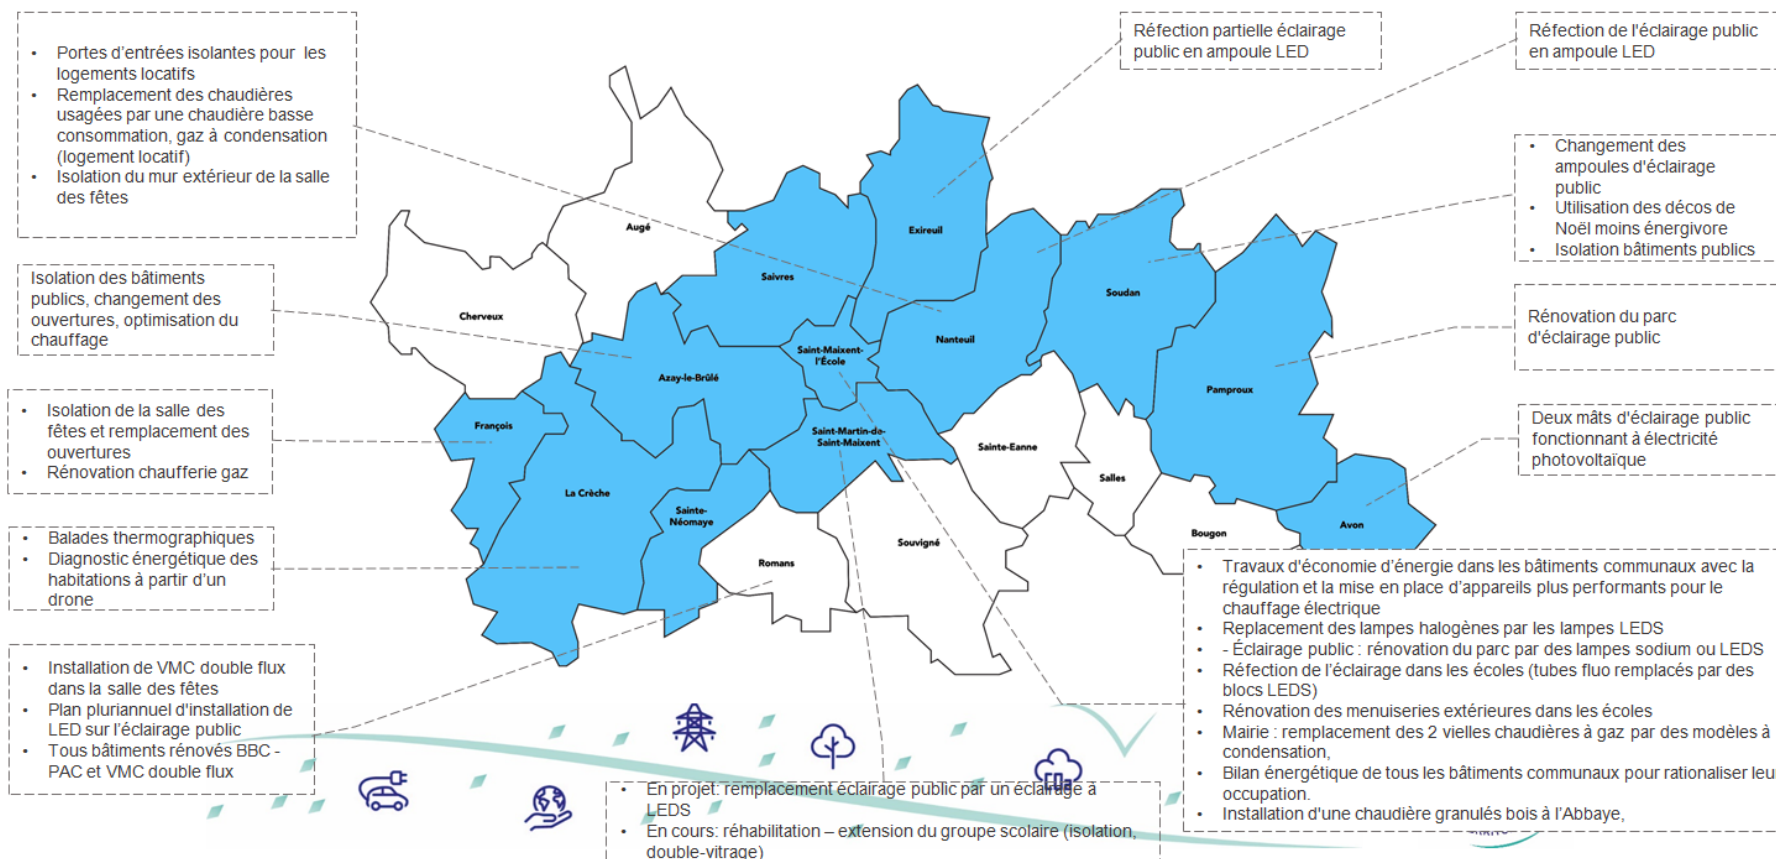 • Portes d'entrées isolantes pour les
logements locatifs
• Remplacement des chaudières
usagées par une chaudière basse
consommation, gaz à condensation
(logement locatif)
• Isolation du mur extérieur de la salle
des fêtes
Réfection partielle éclairage
public en ampoule LED
Réfection de l'éclairage public
en ampoule LED
• Changement des
ampoules d'éclairage
public
• Utilisation des décos de
Noël moins énergivore
• Isolation bâtiments publics
Isolation des bâtiments
publics, changement des
ouvertures, optimisation du
chauffage
Rénovation du parc
d'éclairage public
• Isolation de la salle des
fêtes et remplacement des
ouvertures
• Rénovation chaufferie gaz
Deux mâts d'éclairage public
fonctionnant à électricité
photovoltaïque
• Balades thermographiques
• Diagnostic énergétique des
habitations à partir d'un
drone
• Installation de VMC double flux
dans la salle des fêtes
• Plan pluriannuel d'installation de
LED sur l'éclairage public
• Tous bâtiments rénovés BBC -
PAC et VMC double flux
Augé
Exireuil
Saivres
Soudan
Cherveux
Nanteuil
Saint-Maixent-
l'École
Azay-le-Brûlé
Pamproux
François
Saint-Martin-de-
Saint-Maixent
Sainte-Eanne
Salles
La Crèche
Sainte-
Néomaye
Avon
Bougon
Souvigné
Romans
• Travaux d'économie d'énergie dans les bâtiments communaux avec la
régulation et la mise en place d'appareils plus performants pour le
chauffage électrique
• Replacement des lampes halogènes par les lampes LEDS
• - Éclairage public : rénovation du parc par des lampes sodium ou LEDS
• Réfection de l'éclairage dans les écoles (tubes fluo remplacés par des
blocs LEDS)
• Rénovation des menuiseries extérieures dans les écoles
• Mairie : remplacement des 2 vielles chaudières à gaz par des modèles à
condensation,
• Bilan énergétique de tous les bâtiments communaux pour rationaliser leur
occupation.
• Installation d'une chaudière granulés bois à l'Abbaye,
CO2
• En projet: remplacement éclairage public par un éclairage à
LEDS
• En cours: réhabilitation – extension du groupe scolaire (isolation,
double-vitrage)